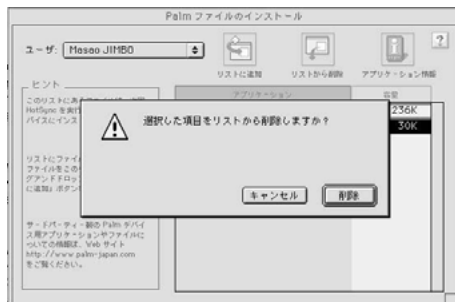 Palm ファイルのインストール
ユーザ: Masao JIMBO
?
リストに追加 リストから削除 アプリケーション情報
ヒント
アプリケーション 容量
このリストにあ
HotSync を実行
バイスにインス
236K
30K
選択した項目をリストから削除しますか?
リストにファイ
ファイルをこの
グアンドドロッ
に追加」ボタン
キャンセル 削除
サードパーティー製の Palm デバイ
ス用アプリケーションやファイルに
ついての情報は、Web サイト
http://www.palm-japan.com
をご覧ください。